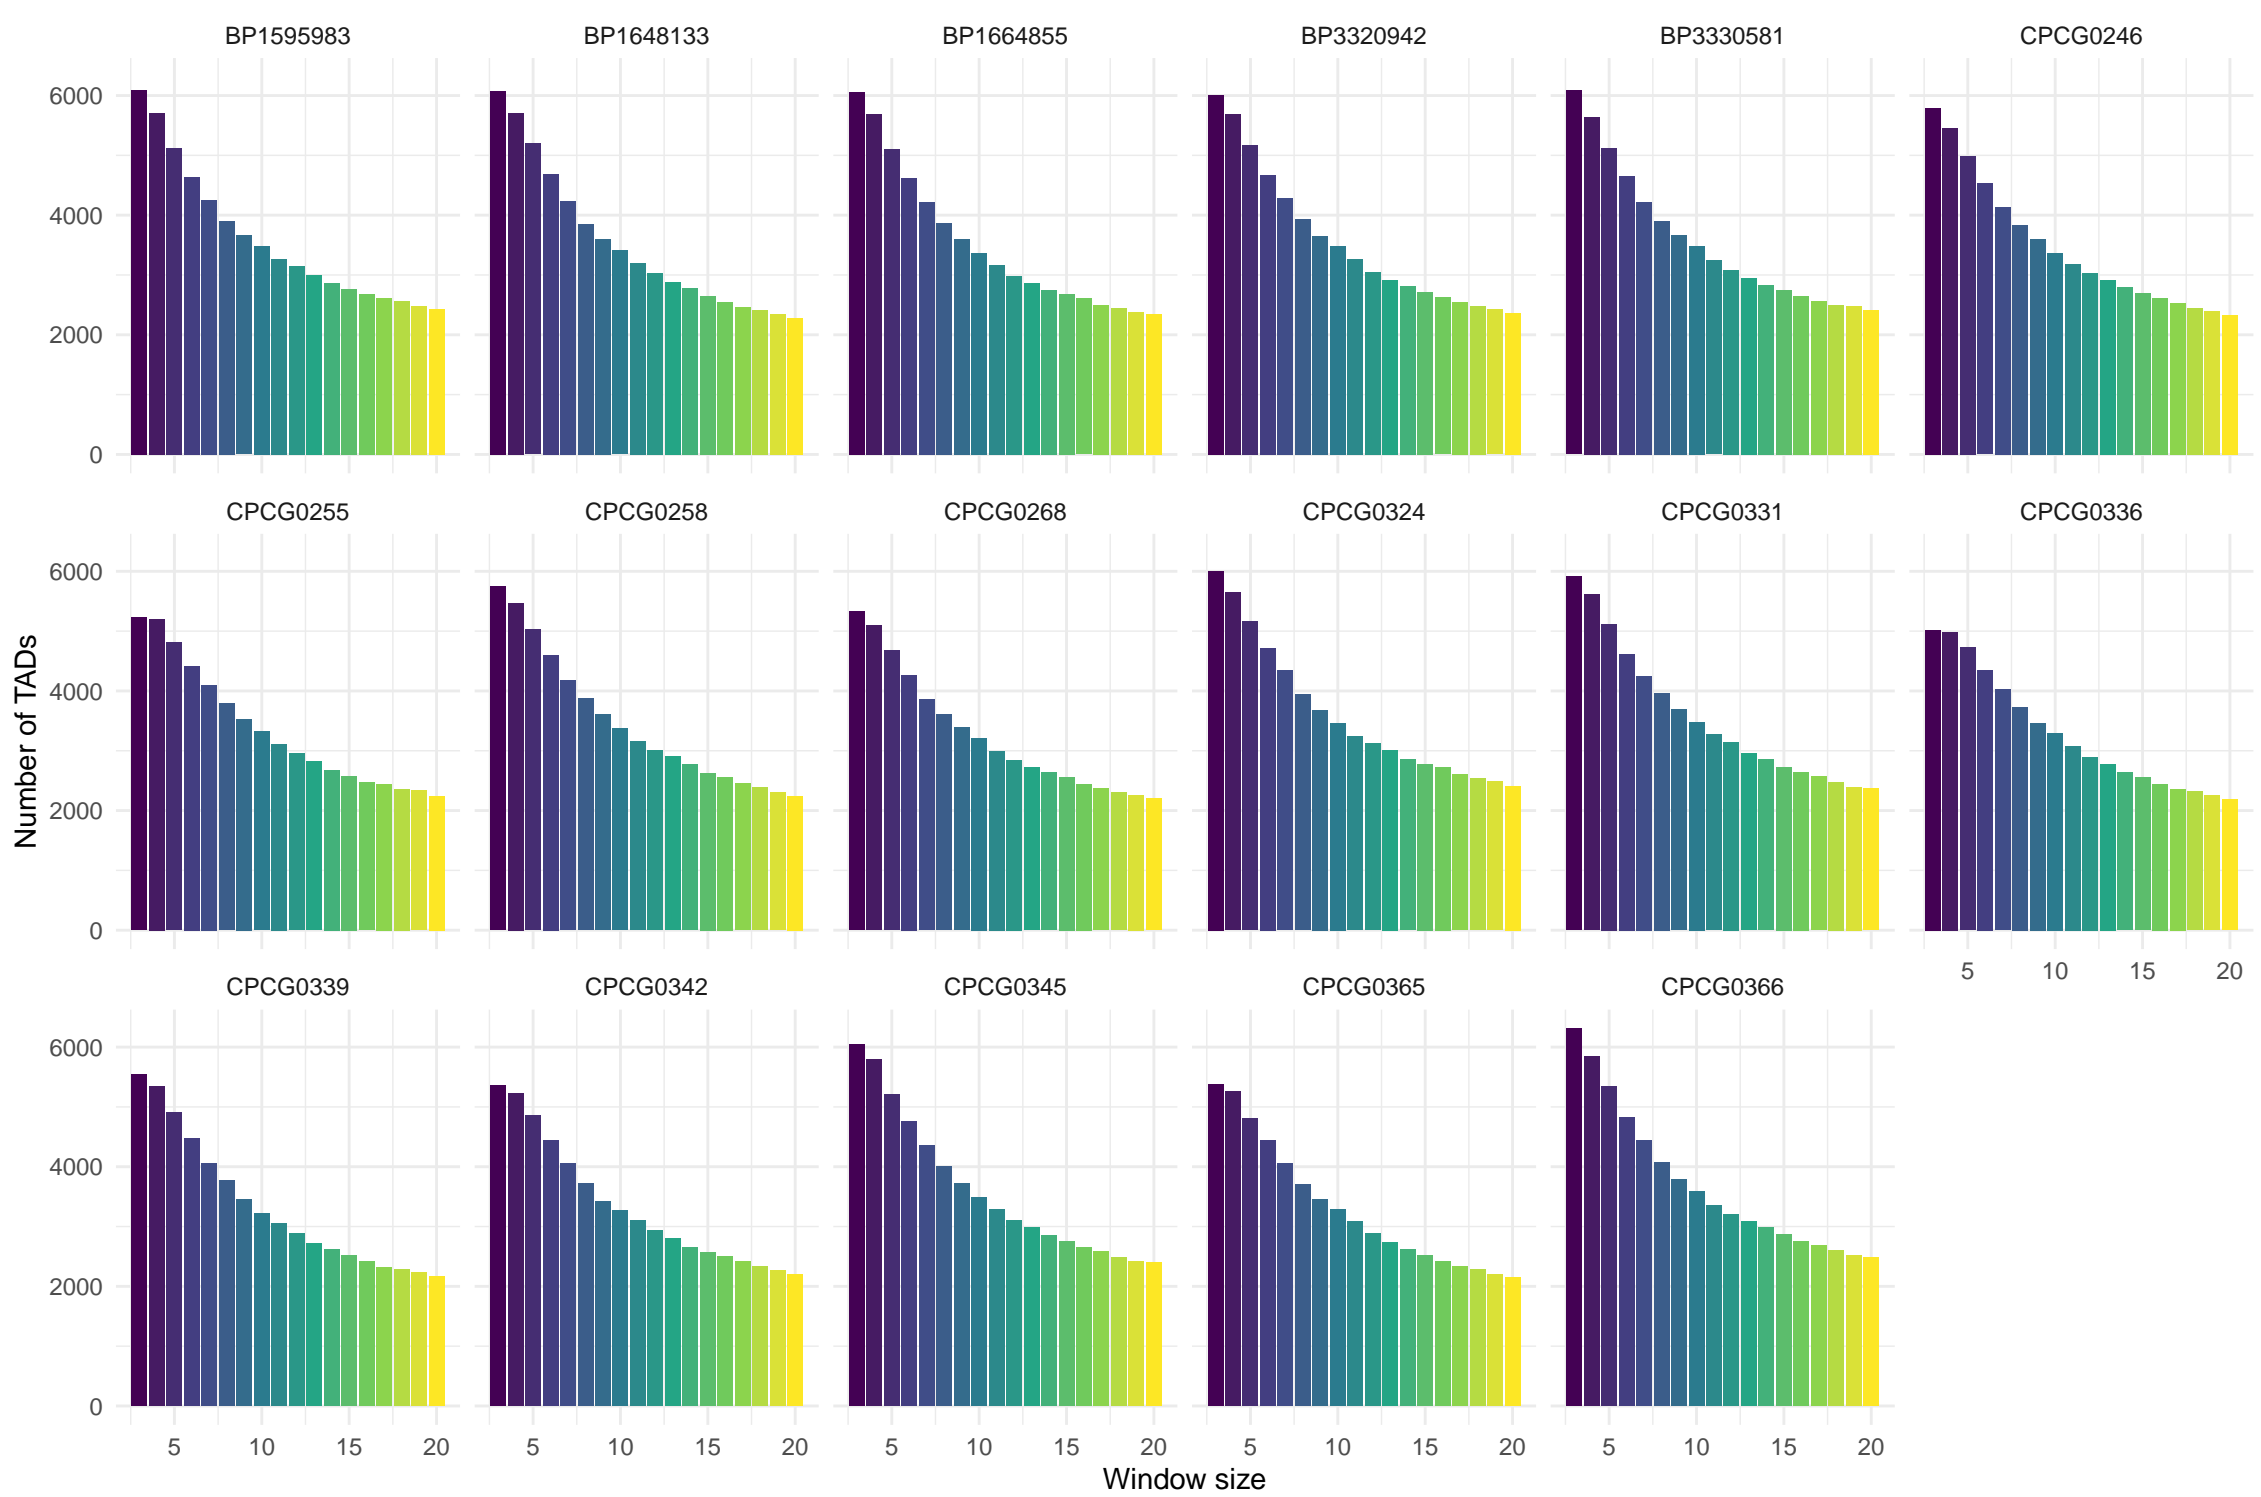 BP1595983 BP1648133 BP1664855 BP3320942 BP3330581 CPCG0246
6000
4000
2000
0
CPCG0255 CPCG0258 CPCG0268 CPCG0324 CPCG0331 CPCG0336
6000
4000
2000
0
5 10 15 20
Number of TADs
CPCG0339 CPCG0342 CPCG0345 CPCG0365 CPCG0366
6000
4000
2000
0
5 10 15 20 5 10 15 20 5 10 15 20 5 10 15 20 5 10 15 20
Window size